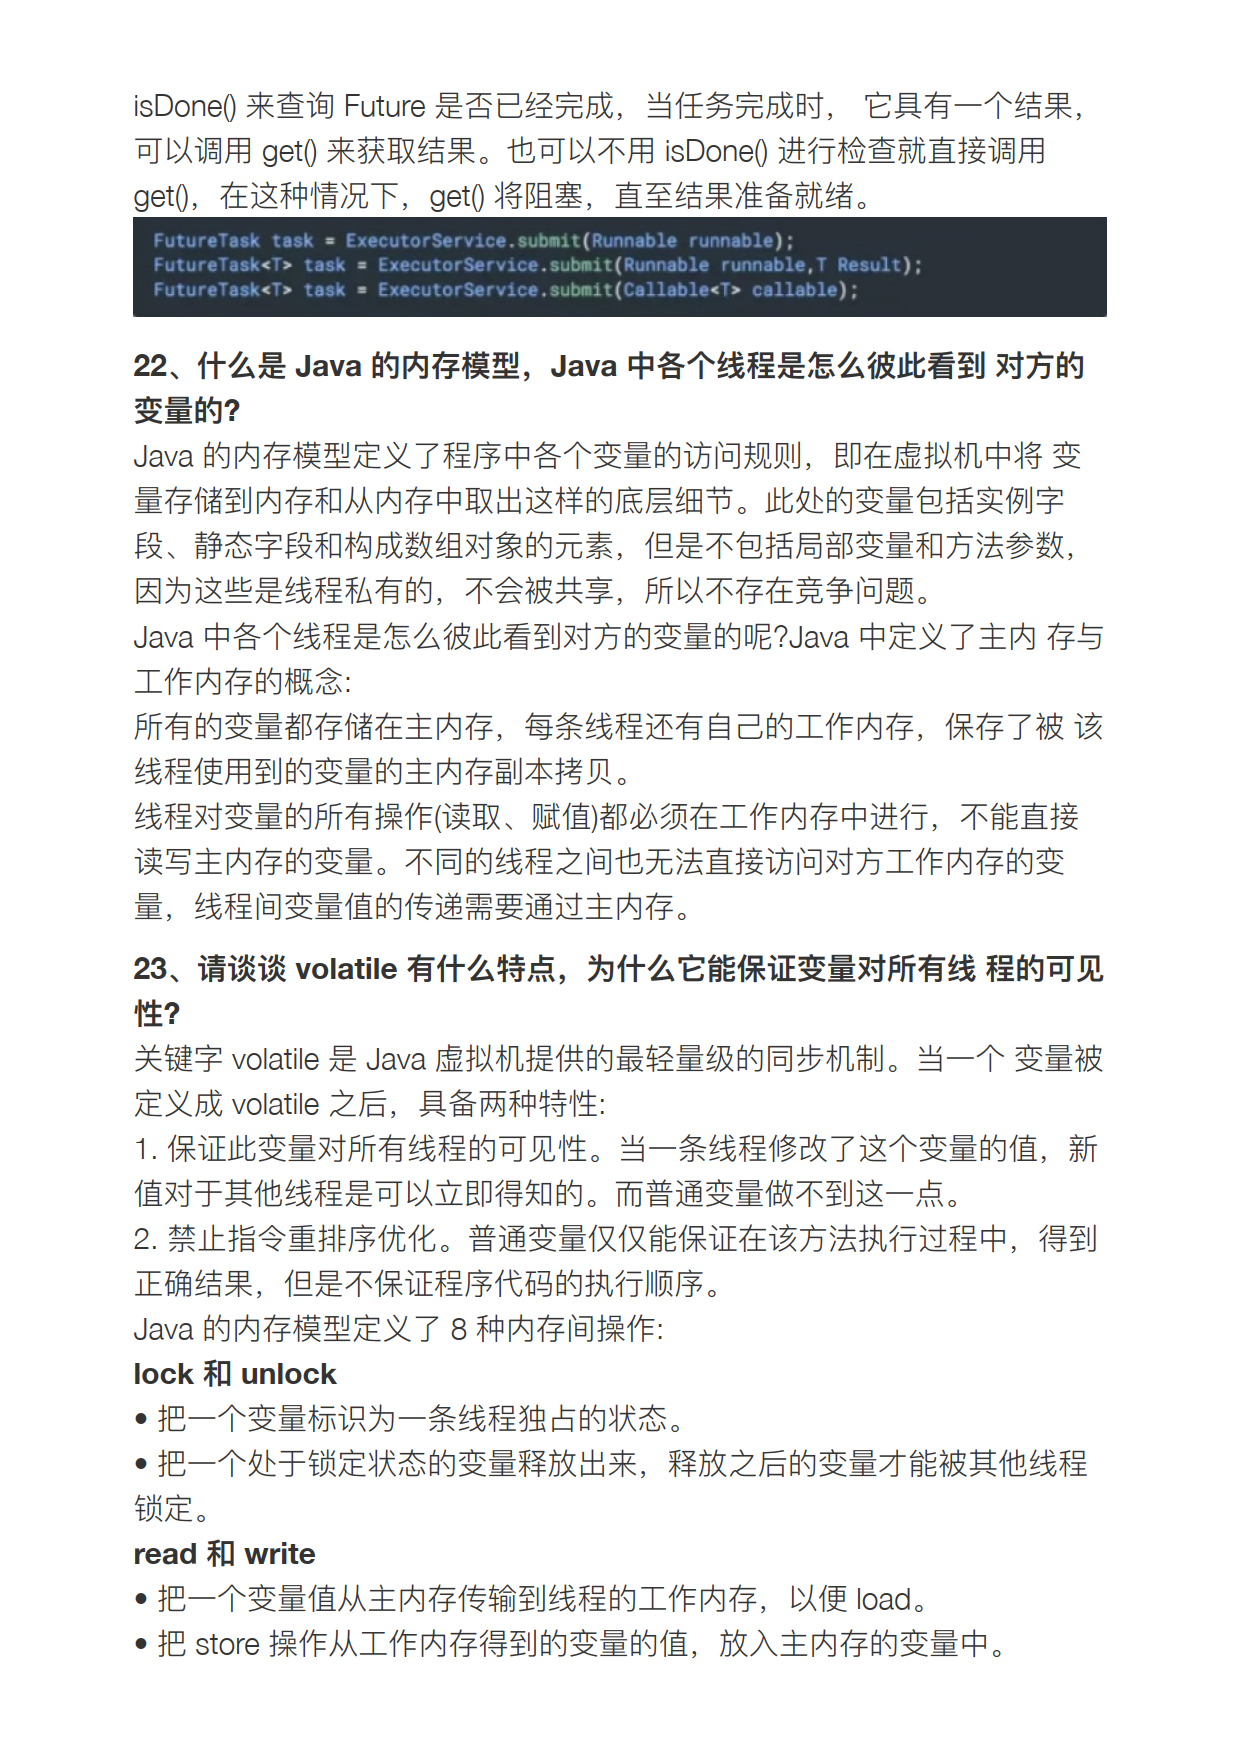 isDone() 来查询 Future 是否已经完成，当任务完成时， 它具有一个结果，
可以调用 get() 来获取结果。也可以不用 isDone() 进行检查就直接调用
get()，在这种情况下，get() 将阻塞，直至结果准备就绪。
FutureTask task = ExecutorService.submit(Runnable runnable);
FutureTask<T> task = ExecutorService.submit(Runnable runnable,T Result);
FutureTask<T> task = ExecutorService.submit(Callable<T> callable);
22、什么是 Java 的内存模型，Java 中各个线程是怎么彼此看到 对方的
变量的?
Java 的内存模型定义了程序中各个变量的访问规则，即在虚拟机中将 变
量存储到内存和从内存中取出这样的底层细节。此处的变量包括实例字
段、静态字段和构成数组对象的元素，但是不包括局部变量和方法参数，
因为这些是线程私有的，不会被共享，所以不存在竞争问题。
Java 中各个线程是怎么彼此看到对方的变量的呢?Java 中定义了主内 存与
工作内存的概念:
所有的变量都存储在主内存，每条线程还有自己的工作内存，保存了被 该
线程使用到的变量的主内存副本拷贝。
线程对变量的所有操作(读取、赋值)都必须在工作内存中进行，不能直接
读写主内存的变量。不同的线程之间也无法直接访问对方工作内存的变
量，线程间变量值的传递需要通过主内存。
23、请谈谈 volatile 有什么特点，为什么它能保证变量对所有线 程的可见
性?
关键字 volatile 是 Java 虚拟机提供的最轻量级的同步机制。当一个 变量被
定义成 volatile 之后，具备两种特性:
1. 保证此变量对所有线程的可见性。当一条线程修改了这个变量的值，新
值对于其他线程是可以立即得知的。而普通变量做不到这一点。
2. 禁止指令重排序优化。普通变量仅仅能保证在该方法执行过程中，得到
正确结果，但是不保证程序代码的执行顺序。
Java 的内存模型定义了 8 种内存间操作:
lock 和 unlock
• 把一个变量标识为一条线程独占的状态。
• 把一个处于锁定状态的变量释放出来，释放之后的变量才能被其他线程
锁定。
read 和 write
• 把一个变量值从主内存传输到线程的工作内存，以便 load。
• 把 store 操作从工作内存得到的变量的值，放入主内存的变量中。